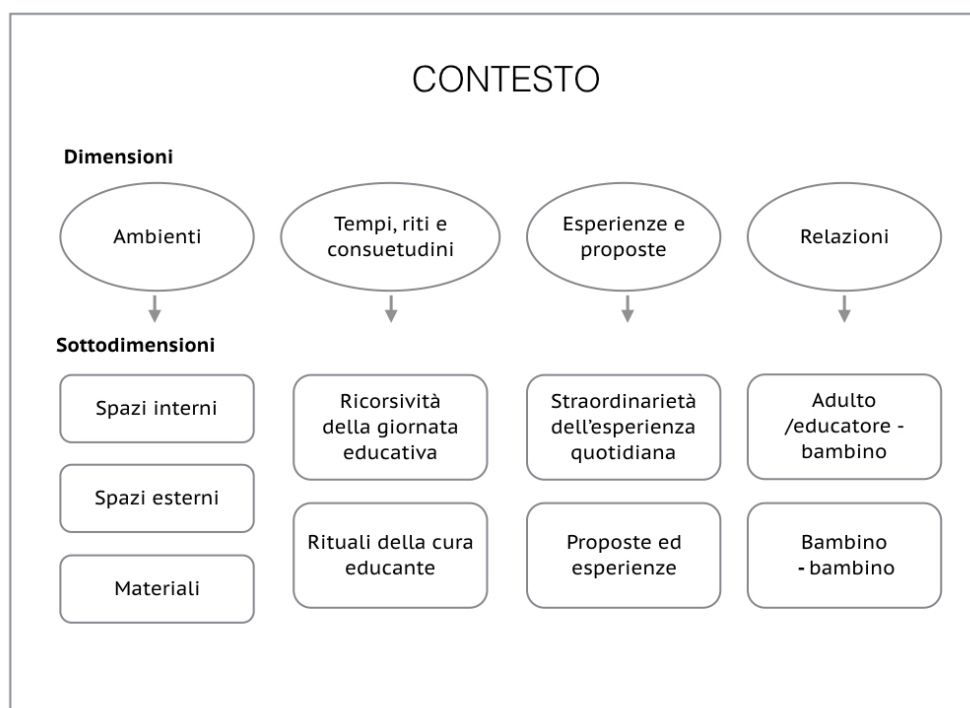 CONTESTO
Dimensioni
Ambienti
Tempi, riti e
consuetudini
Esperienze e
proposte
Relazioni
Sottodimensioni
Spazi interni
Spazi esterni
Materiali
Ricorsività
della giornata
educativa
Rituali della cura
educante
Straordinarietà
dell'esperienza
quotidiana
Proposte ed
esperienze
Adulto
/educatore -
bambino
Bambino
- bambino